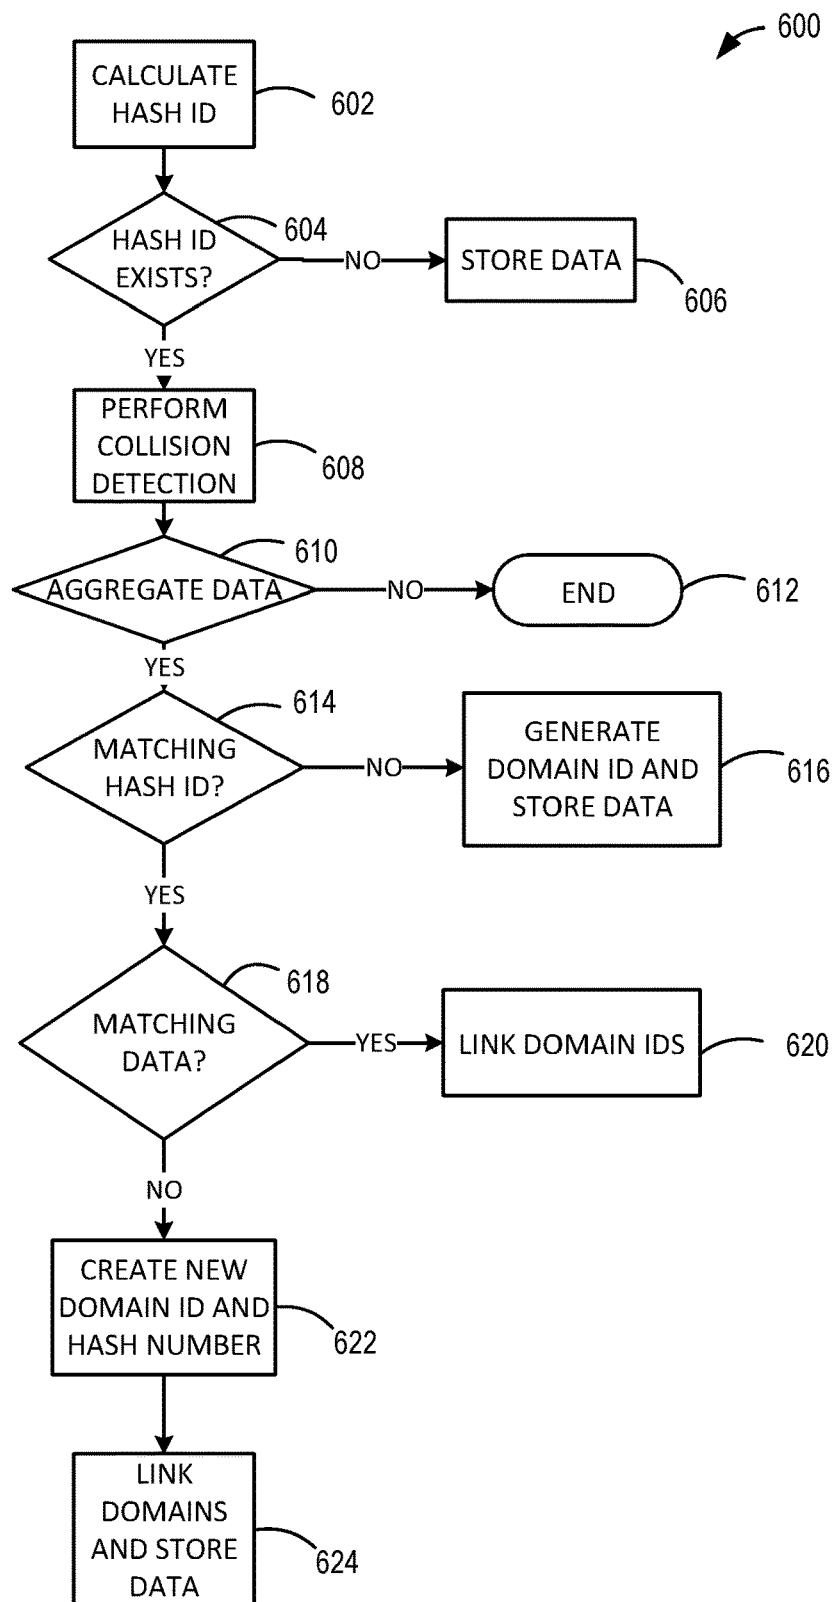 600
CALCULATE
HASH ID
602
HASH ID
EXISTS?
604
NO
STORE DATA
606
YES
PERFORM
COLLISION
DETECTION
608
AGGREGATE DATA
610
NO
END
612
YES
MATCHING
HASH ID?
614
NO
GENERATE
DOMAIN ID AND
STORE DATA
616
YES
MATCHING
DATA?
618
YES
LINK DOMAIN IDS
620
NO
CREATE NEW
DOMAIN ID AND
HASH NUMBER
622
LINK
DOMAINS
AND STORE
DATA
624